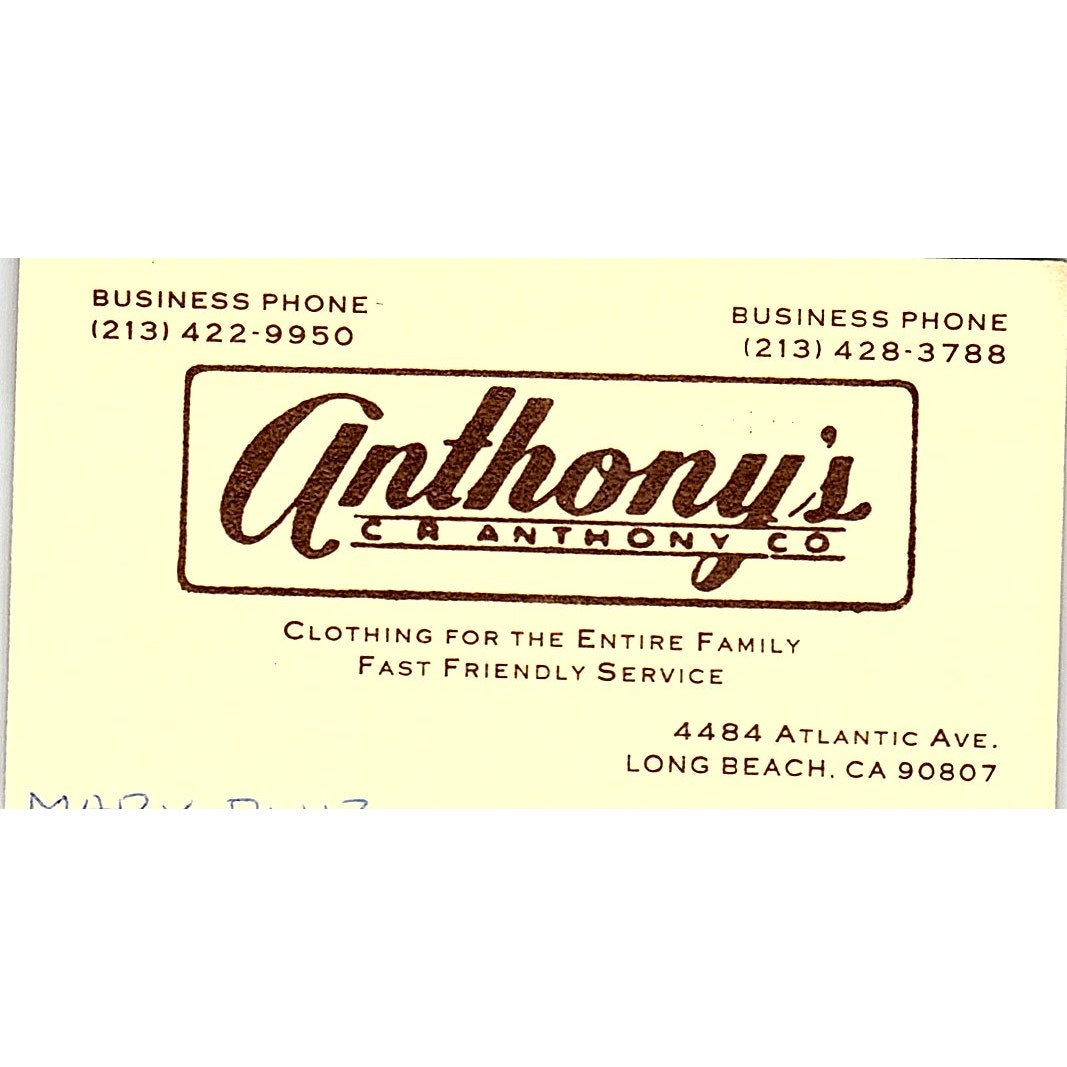 BUSINESS PHONE
(213) 422-9950
BUSINESS PHONE
(213) 428-3788
Anthony's
C R ANTHONY CO
CLOTHING FOR THE ENTIRE FAMILY
FAST FRIENDLY SERVICE
4484 ATLANTIC AVE.
LONG BEACH, CA 90807
MARY